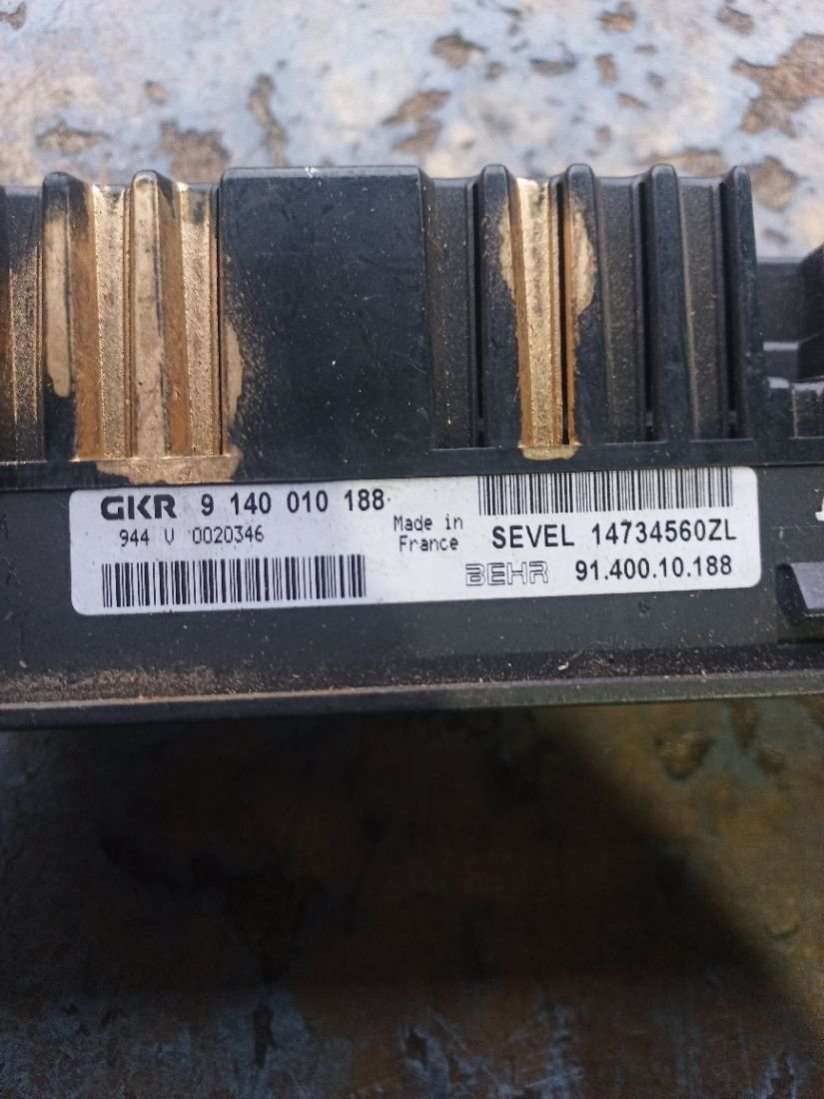 GKR 9 140 010 188
944 V 0020346
Made in
France
SEVEL 14734560ZL
BEHR 91.400.10.188